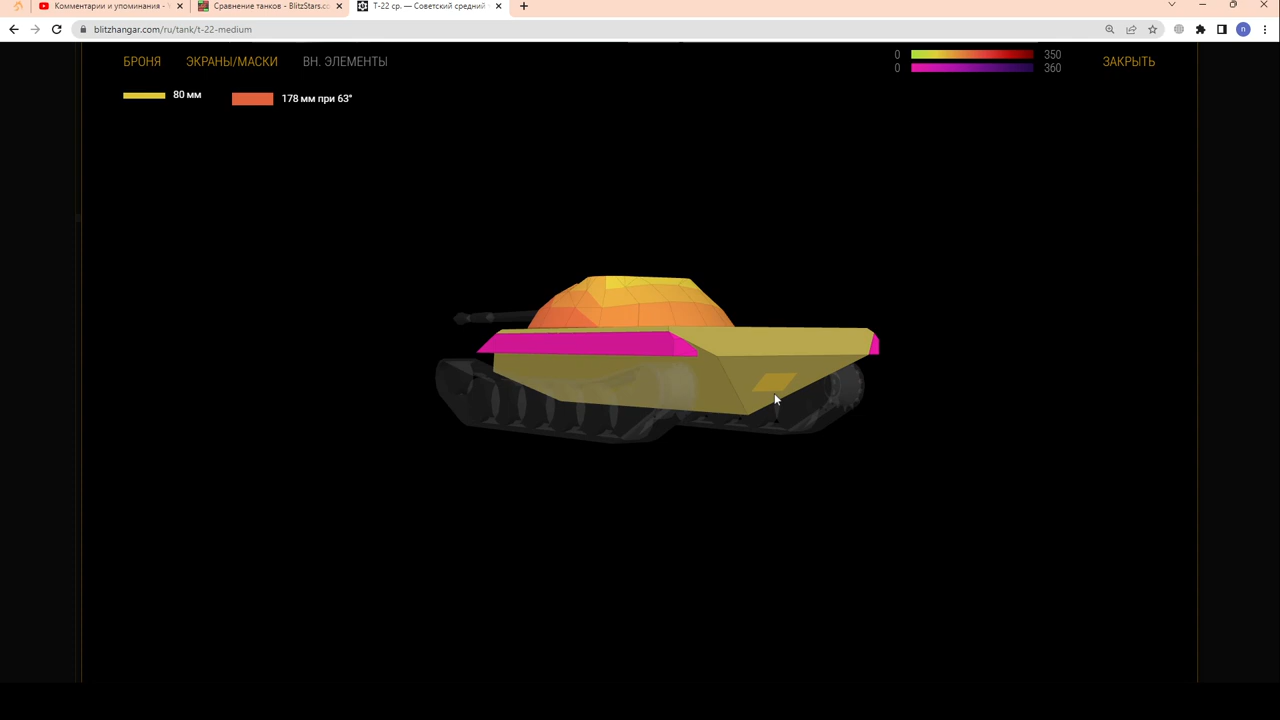 Комментарии и упоминания -
Сравнение танков - BlitzStars.co
Т-22 ср. — Советский средний
blitzhangar.com/ru/tank/t-22-medium
n
БРОНЯ ЭКРАНЫ/МАСКИ ВН. ЭЛЕМЕНТЫ
0 350
0 360
ЗАКРЫТЬ
80 мм 178 мм при 63°